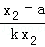 x₂ − a
k x₂